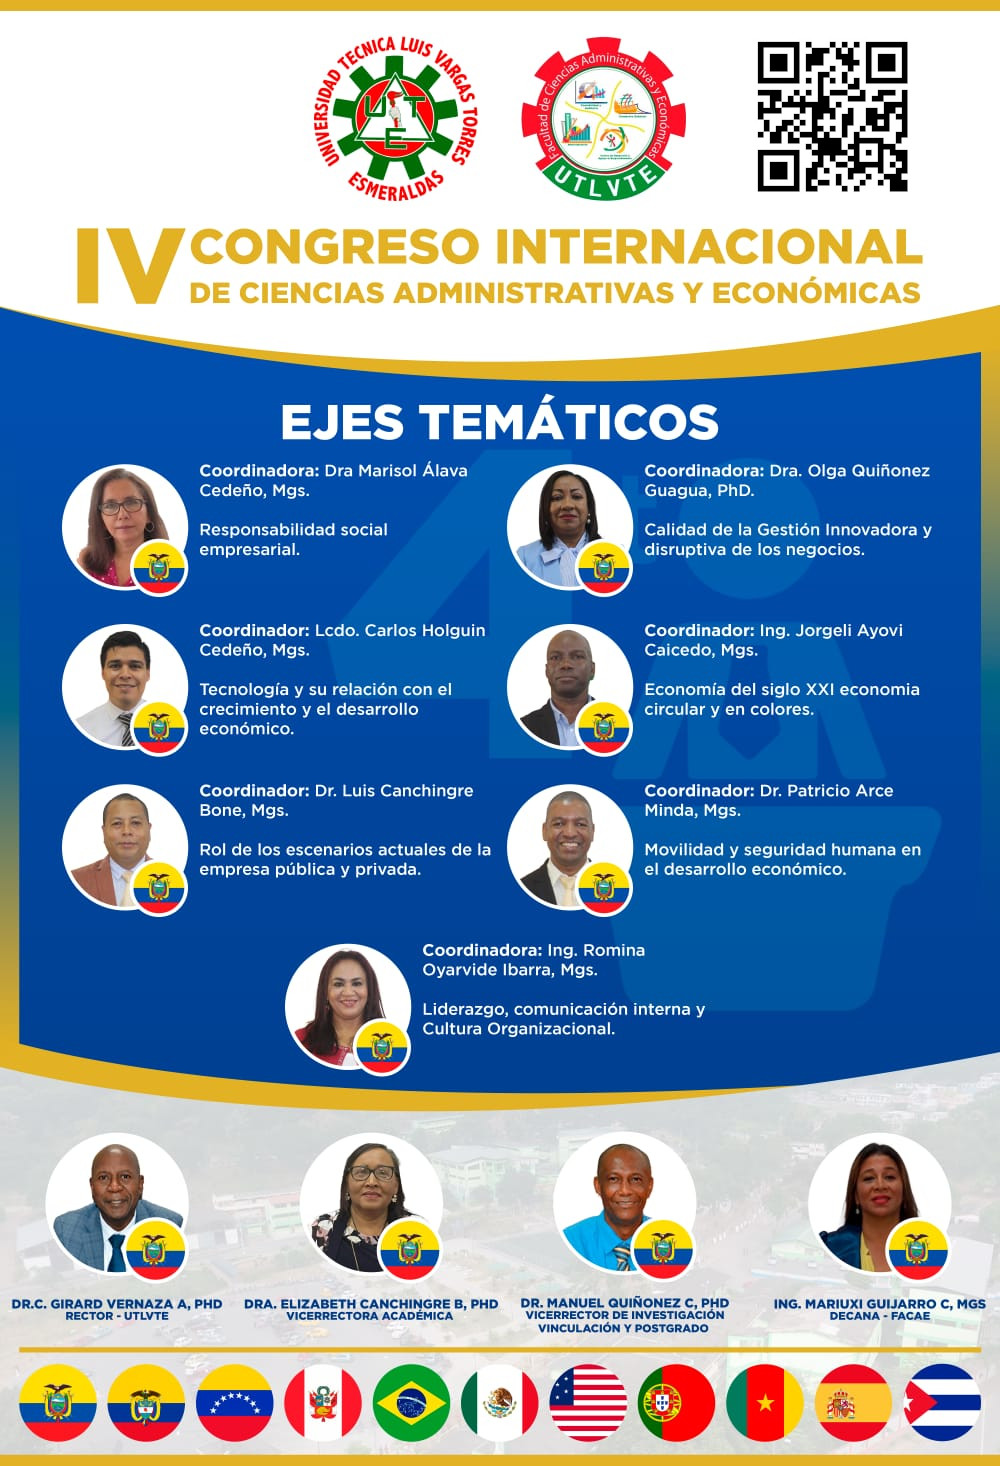 UNIVERSIDAD TECNICA LUIS VARGAS TORRES
UTE
ESMERALDAS
Facultad de Ciencias Administrativas y Económicas
UTLVTE
IV CONGRESO INTERNACIONAL
DE CIENCIAS ADMINISTRATIVAS Y ECONÓMICAS
EJES TEMÁTICOS
Coordinadora: Dra Marisol Álava
Cedeño, Mgs.
Responsabilidad social
empresarial.
Coordinadora: Dra. Olga Quiñonez
Guagua, PhD.
Calidad de la Gestión Innovadora y
disruptiva de los negocios.
Coordinador: Lcdo. Carlos Holguin
Cedeño, Mgs.
Tecnología y su relación con el
crecimiento y el desarrollo
económico.
Coordinador: Ing. Jorgeli Ayovi
Caicedo, Mgs.
Economía del siglo XXI economia
circular y en colores.
Coordinador: Dr. Luis Canchingre
Bone, Mgs.
Rol de los escenarios actuales de la
empresa pública y privada.
Coordinador: Dr. Patricio Arce
Minda, Mgs.
Movilidad y seguridad humana en
el desarrollo económico.
Coordinadora: Ing. Romina
Oyarvide Ibarra, Mgs.
Liderazgo, comunicación interna y
Cultura Organizacional.
DR.C. GIRARD VERNAZA A, PHD
RECTOR - UTLVTE
DRA. ELIZABETH CANCHINGRE B, PHD
VICERRECTORA ACADÉMICA
DR. MANUEL QUIÑONEZ C, PHD
VICERRECTOR DE INVESTIGACIÓN
VINCULACIÓN Y POSTGRADO
ING. MARIUXI GUIJARRO C, MGS
DECANA - FACAE